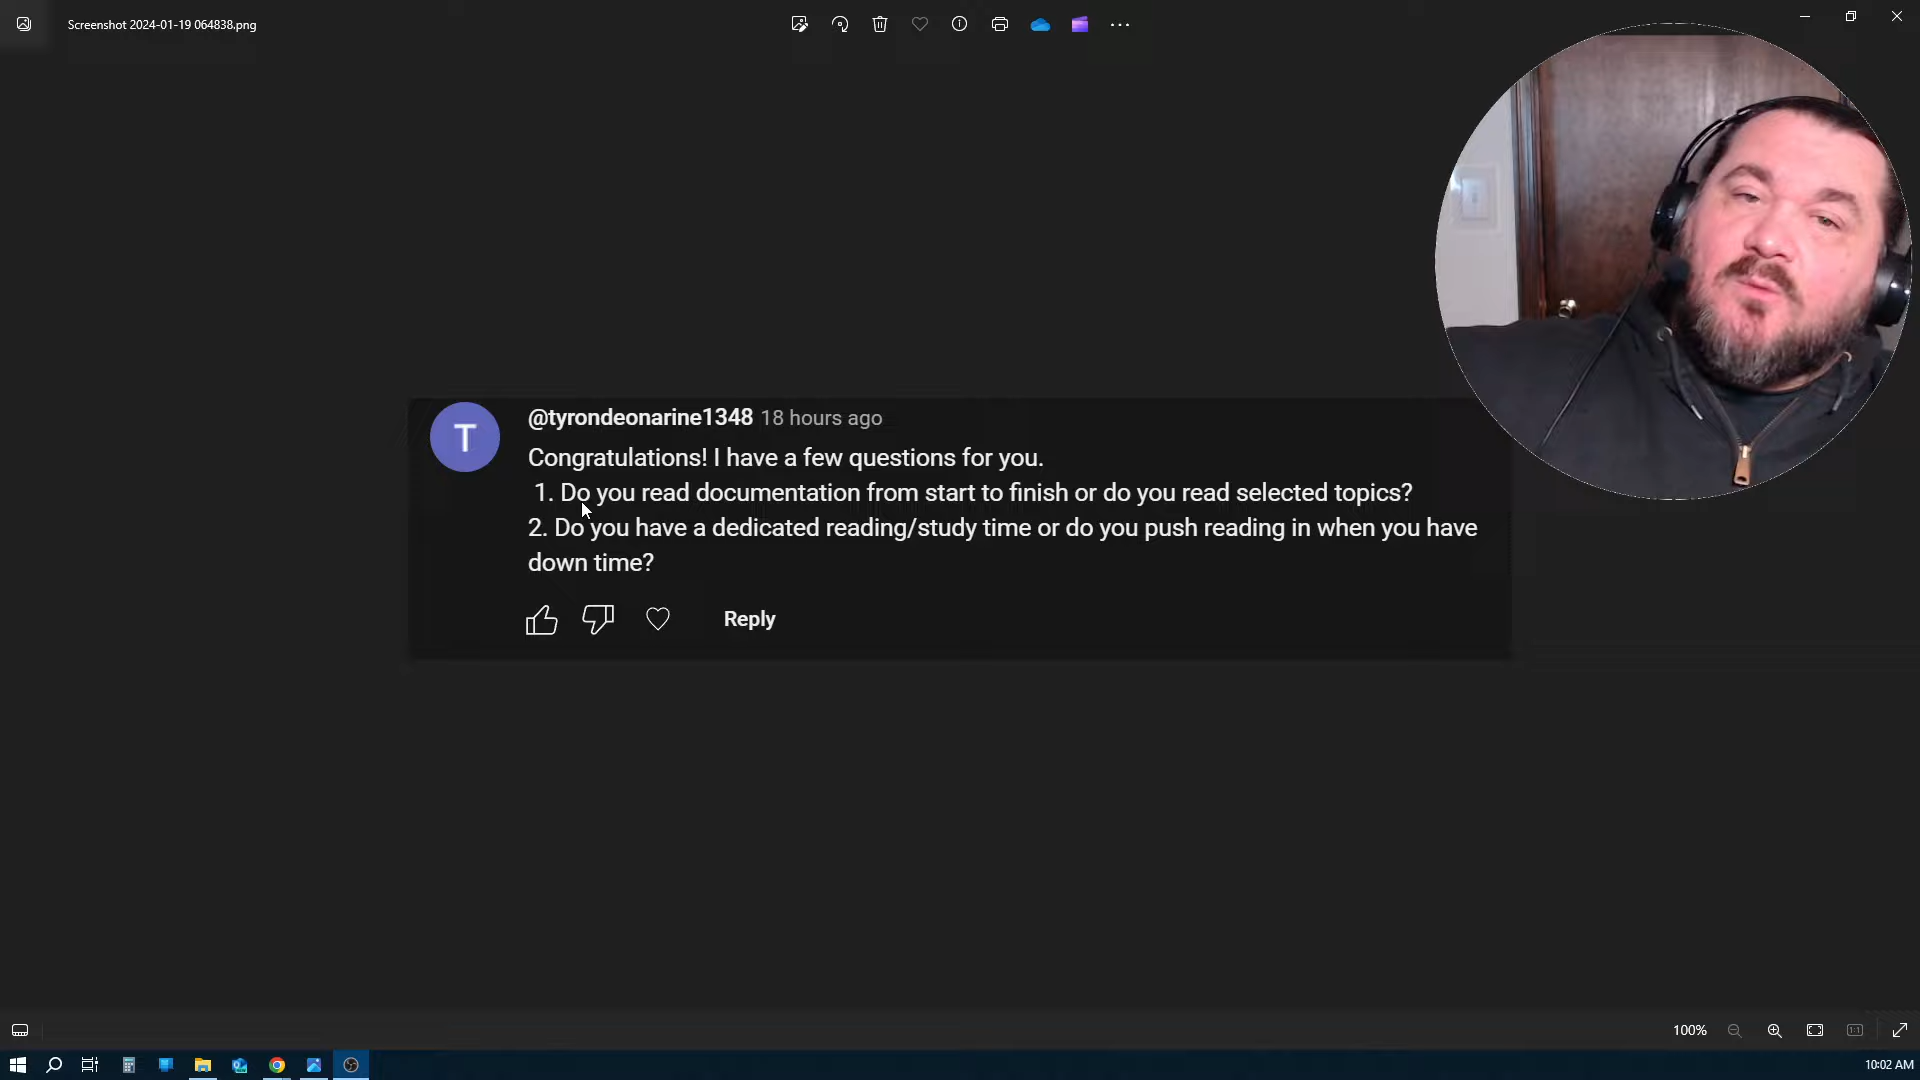 Screenshot 2024-01-19 064838.png
T
@tyrondeonarine1348 18 hours ago
Congratulations! I have a few questions for you.
1. Do you read documentation from start to finish or do you read selected topics?
2. Do you have a dedicated reading/study time or do you push reading in when you have
down time?
Reply
100%
1:1
10:02 AM